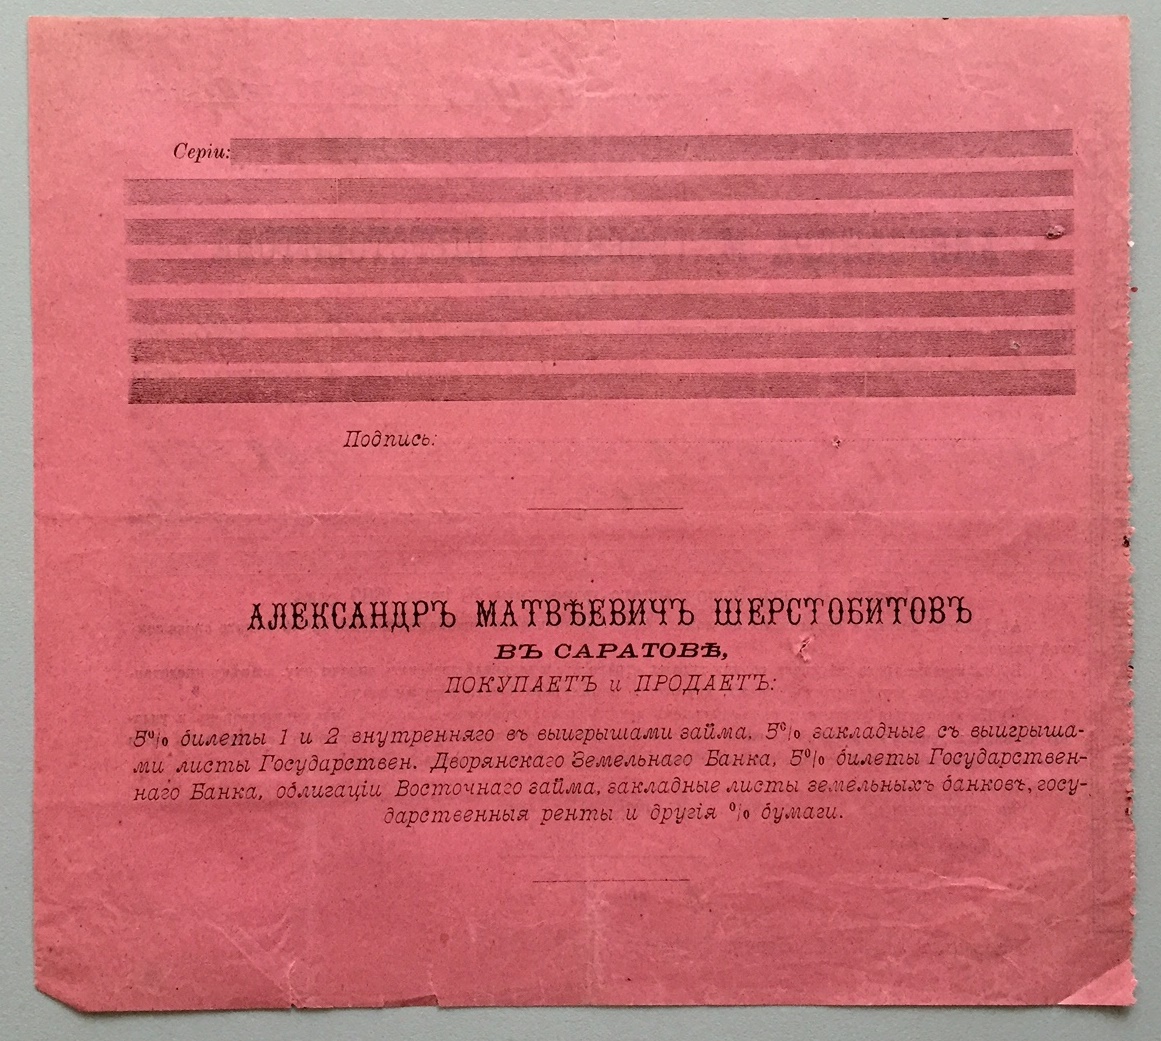 Серіи:
Подпись:
АЛЕКСАНДРЪ МАТВѢЕВИЧЪ ШЕРСТОБИТОВЪ
ВЪ САРАТОВѢ,
ПОКУПАЕТЪ и ПРОДАЕТЪ:
5% билеты 1 и 2 внутренняго въ выигрышами займа, 5% закладные съ выигрыша-
ми листы Государствен. Дворянскаго Земельнаго Банка, 5% билеты Государствен-
наго Банка, облигаціи Восточнаго займа, закладные листы земельныхъ банковъ, госу-
дарственныя ренты и другія % бумаги.